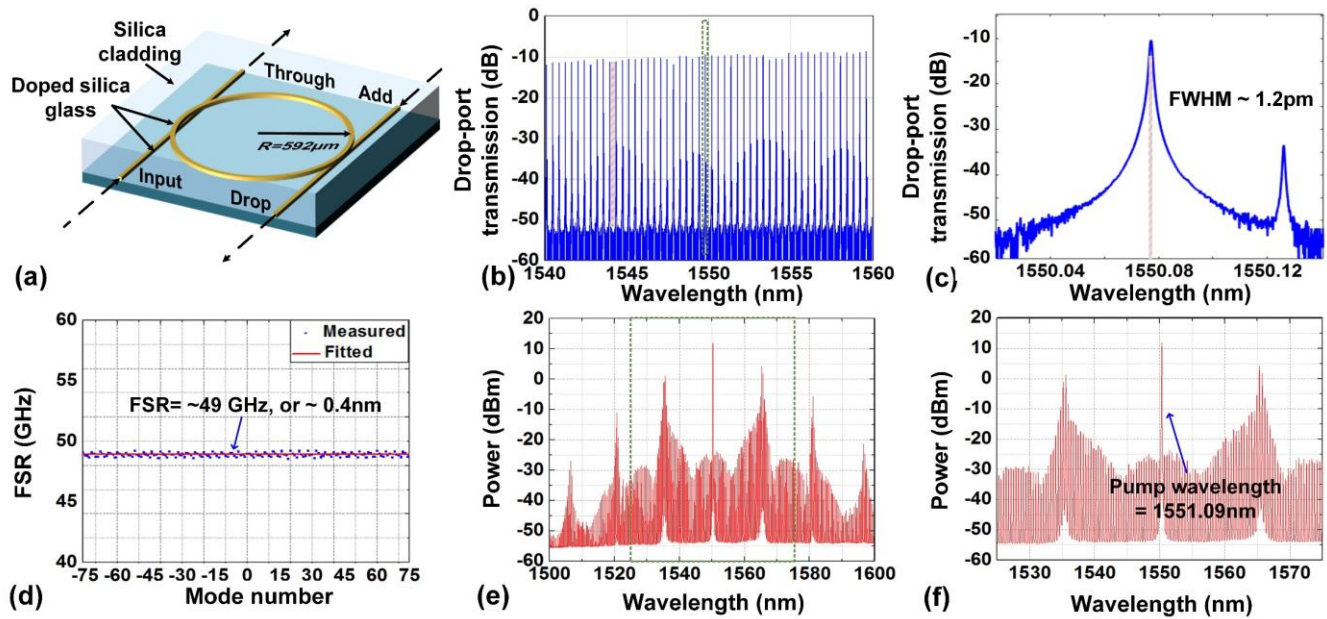 Silica
cladding
Through
Doped silica
glass
Add
R=592μm
Input
Drop
(a)
Drop-port
transmission (dB)
0
-10
-20
-30
-40
-50
-60
1540
1545
1550
1555
1560
Wavelength (nm)
(b)
Drop-port
transmission (dB)
-10
-20
-30
-40
-50
-60
FWHM ~ 1.2pm
1550.04
1550.08
1550.12
Wavelength (nm)
(c)
FSR (GHz)
60
55
50
45
40
Measured
Fitted
FSR= ~49 GHz, or ~ 0.4nm
-75
-45
-30
-15
0
15
30
45
60
75
Mode number
(d)
Power (dBm)
20
10
0
-10
-20
-30
-40
-50
-60
1500
1520
1540
1560
1580
1600
Wavelength (nm)
(e)
Power (dBm)
20
10
0
-10
-20
-30
-40
-50
-60
Pump wavelength
= 1551.09nm
1530
1540
1550
1560
1570
Wavelength (nm)
(f)